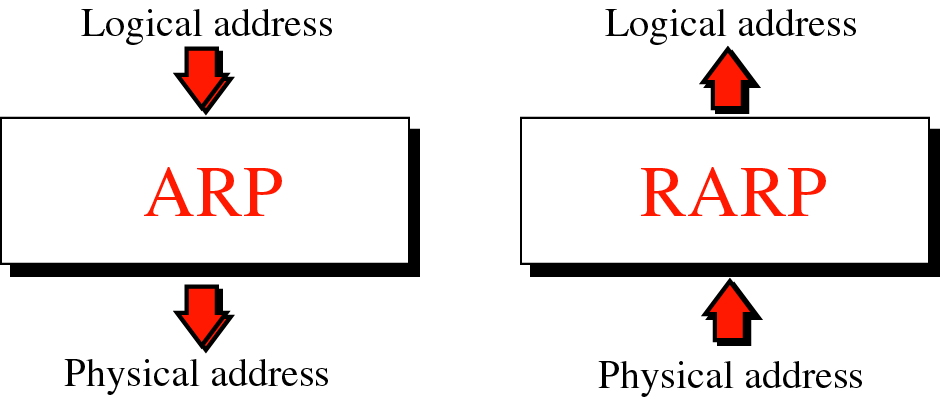 Logical address
ARP
Physical address
Logical address
RARP
Physical address